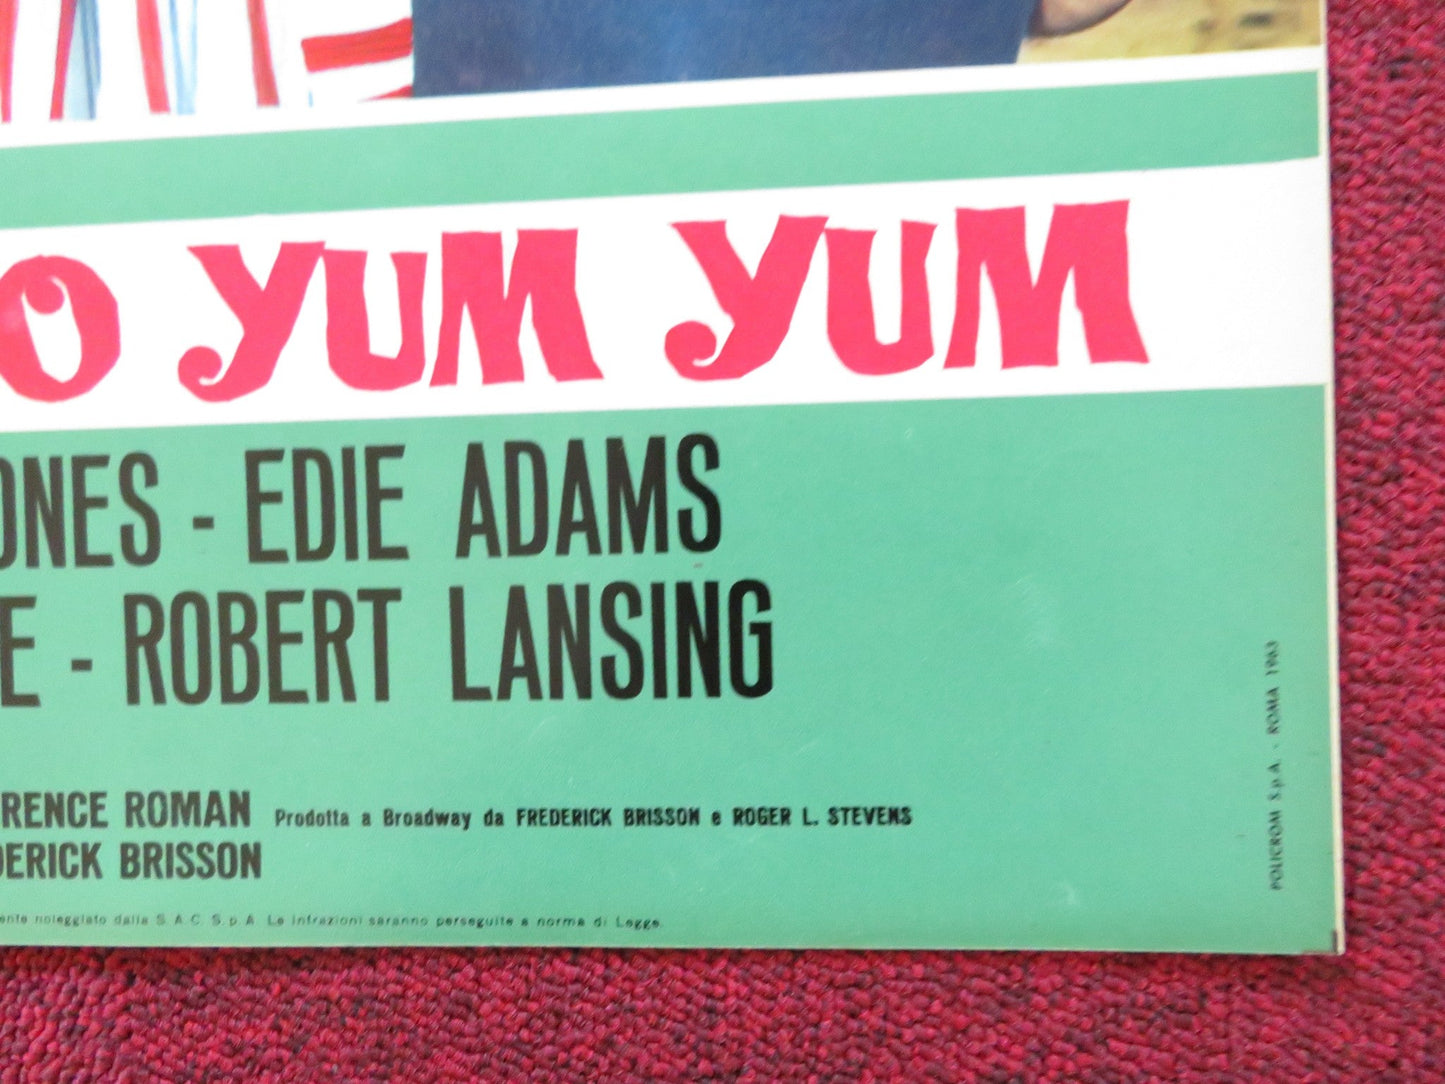 O YUM YUM
ONES - EDIE ADAMS
E - ROBERT LANSING
RENCE ROMAN Prodotta a Broadway da FREDERICK BRISSON e ROGER L. STEVENS
DERICK BRISSON
ente noleggiato dalla S.A.C. S.p.A. Le infrazioni saranno perseguite a norma di Legge.
POLICROM S.p.A. - ROMA 1963